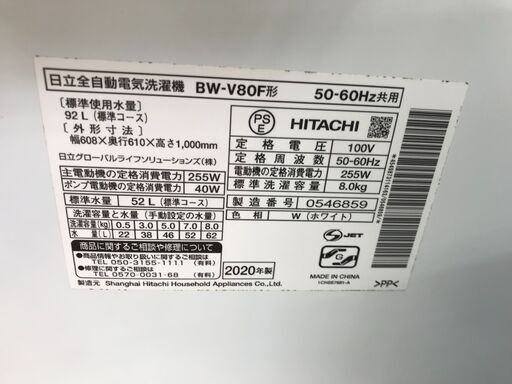 日立全自動電気洗濯機 BW-V80F形 50-60Hz共用
〔標準使用水量〕
92 L (標準コース)
〔外 形 寸 法〕
幅608×奥行610×高さ1,000mm
日立グローバルライフソリューションズ(株)
主電動機の定格消費電力 255W
ポンプ電動機の定格消費電力 40W
標準水量 52 L (標準コース)
洗濯容量と水量 (手動設定の水量)
洗濯容量(kg) 0.5 3.0 5.0 7.0 8.0
水量(L) 22 38 46 52 62
商品に関するご相談や修理について
●商品情報やお取り扱いについてのご相談は
TEL 050-3155-1111 (有料)
●修理に関するご相談は
TEL 0570-0031-68 (有料)
2020年製
製造元 Shanghai Hitachi Household Appliances Co.,Ltd.
PS
E
HITACHI
定格電圧 100V
定格周波数 50-60Hz
電動機の定格消費電力 255W
標準洗濯容量 8.0kg
製造番号 0546859
色 相 W (ホワイト)
JET
G
MADE IN CHINA
>PP<